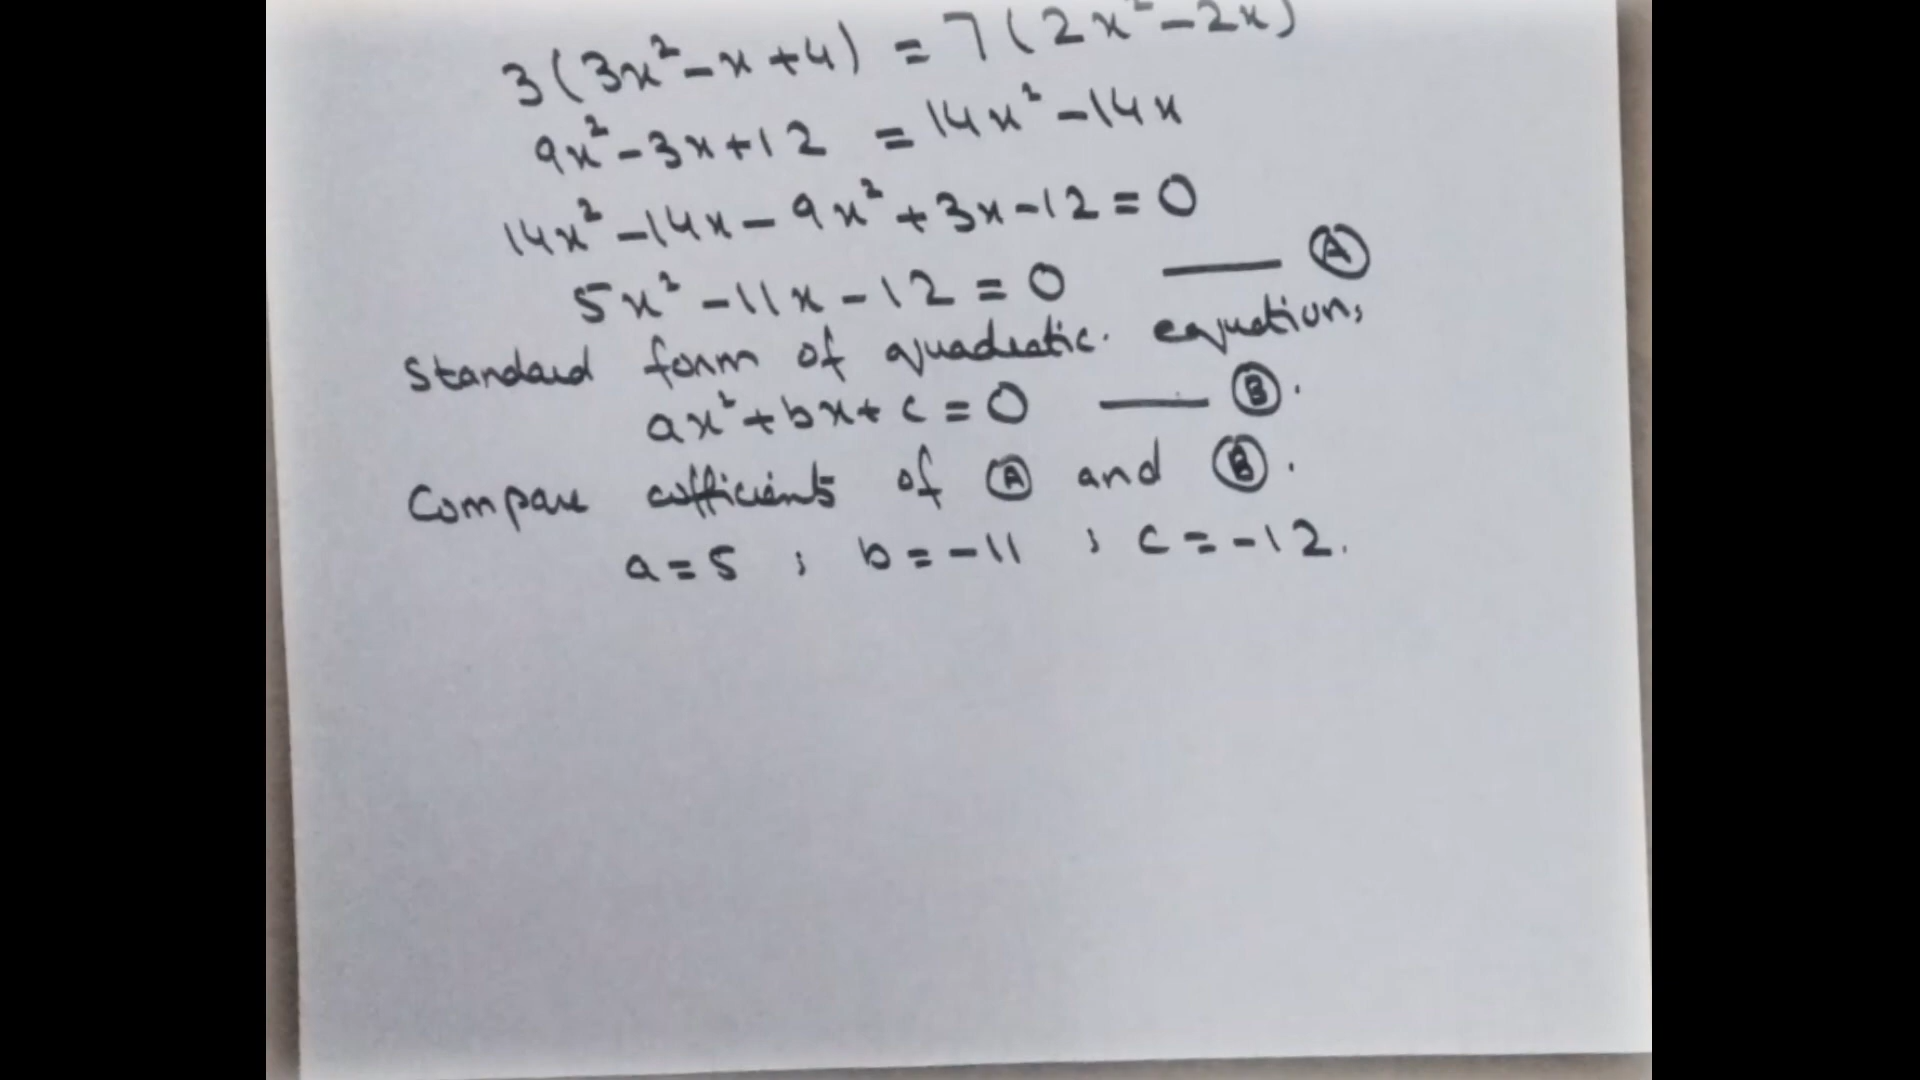 3(3x² - x + 4) = 7(2x² - 2x)
9x² - 3x + 12 = 14x² - 14x
14x² - 14x - 9x² + 3x - 12 = 0
5x² - 11x - 12 = 0 —— Ⓐ
Standard form of quadratic. equation,
ax² + bx + c = 0 —— Ⓑ.
Compare cofficients of Ⓐ and Ⓑ.
a = 5 ; b = -11 ; c = -12.